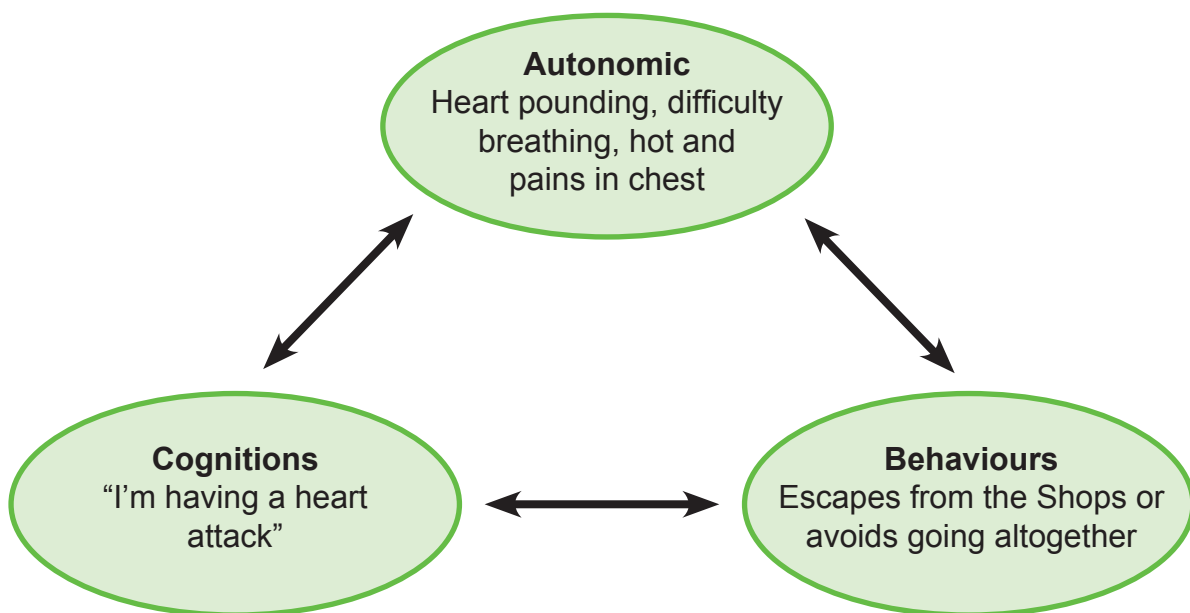 Autonomic
Heart pounding, difficulty
breathing, hot and
pains in chest
Cognitions
“I’m having a heart
attack”
Behaviours
Escapes from the Shops or
avoids going altogether